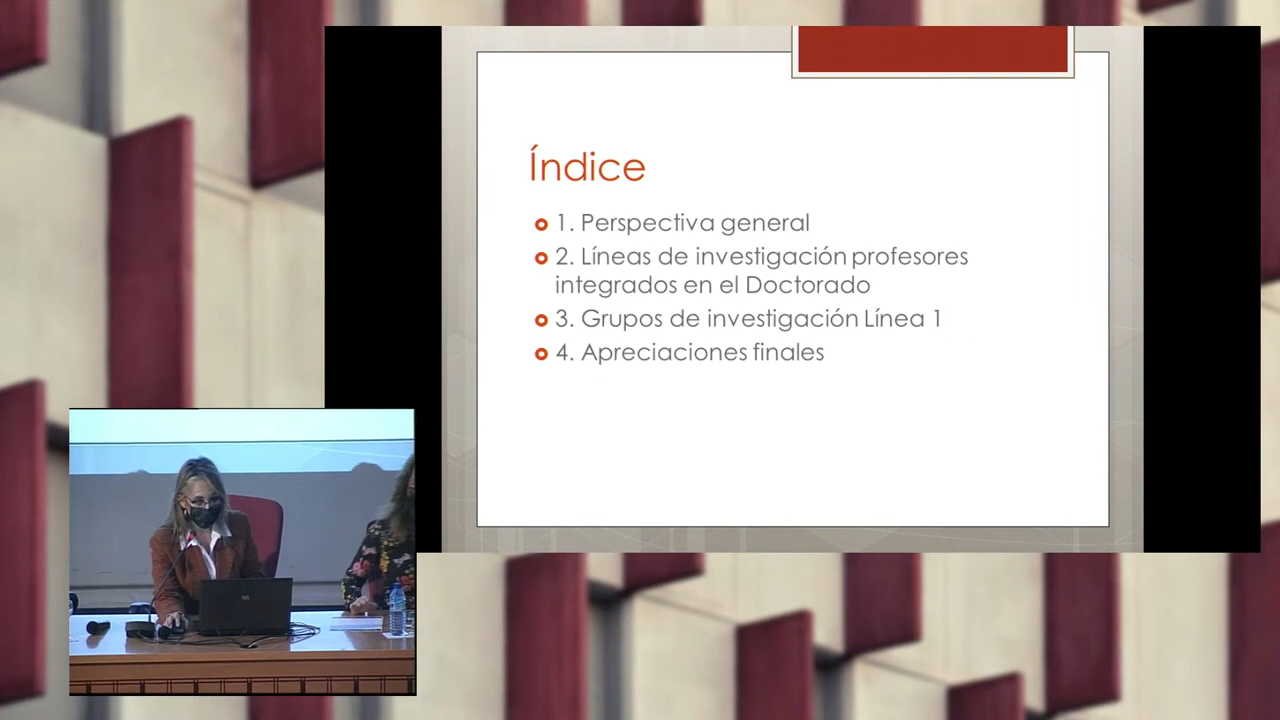 Índice
1. Perspectiva general
2. Líneas de investigación profesores
integrados en el Doctorado
3. Grupos de investigación Línea 1
4. Apreciaciones finales